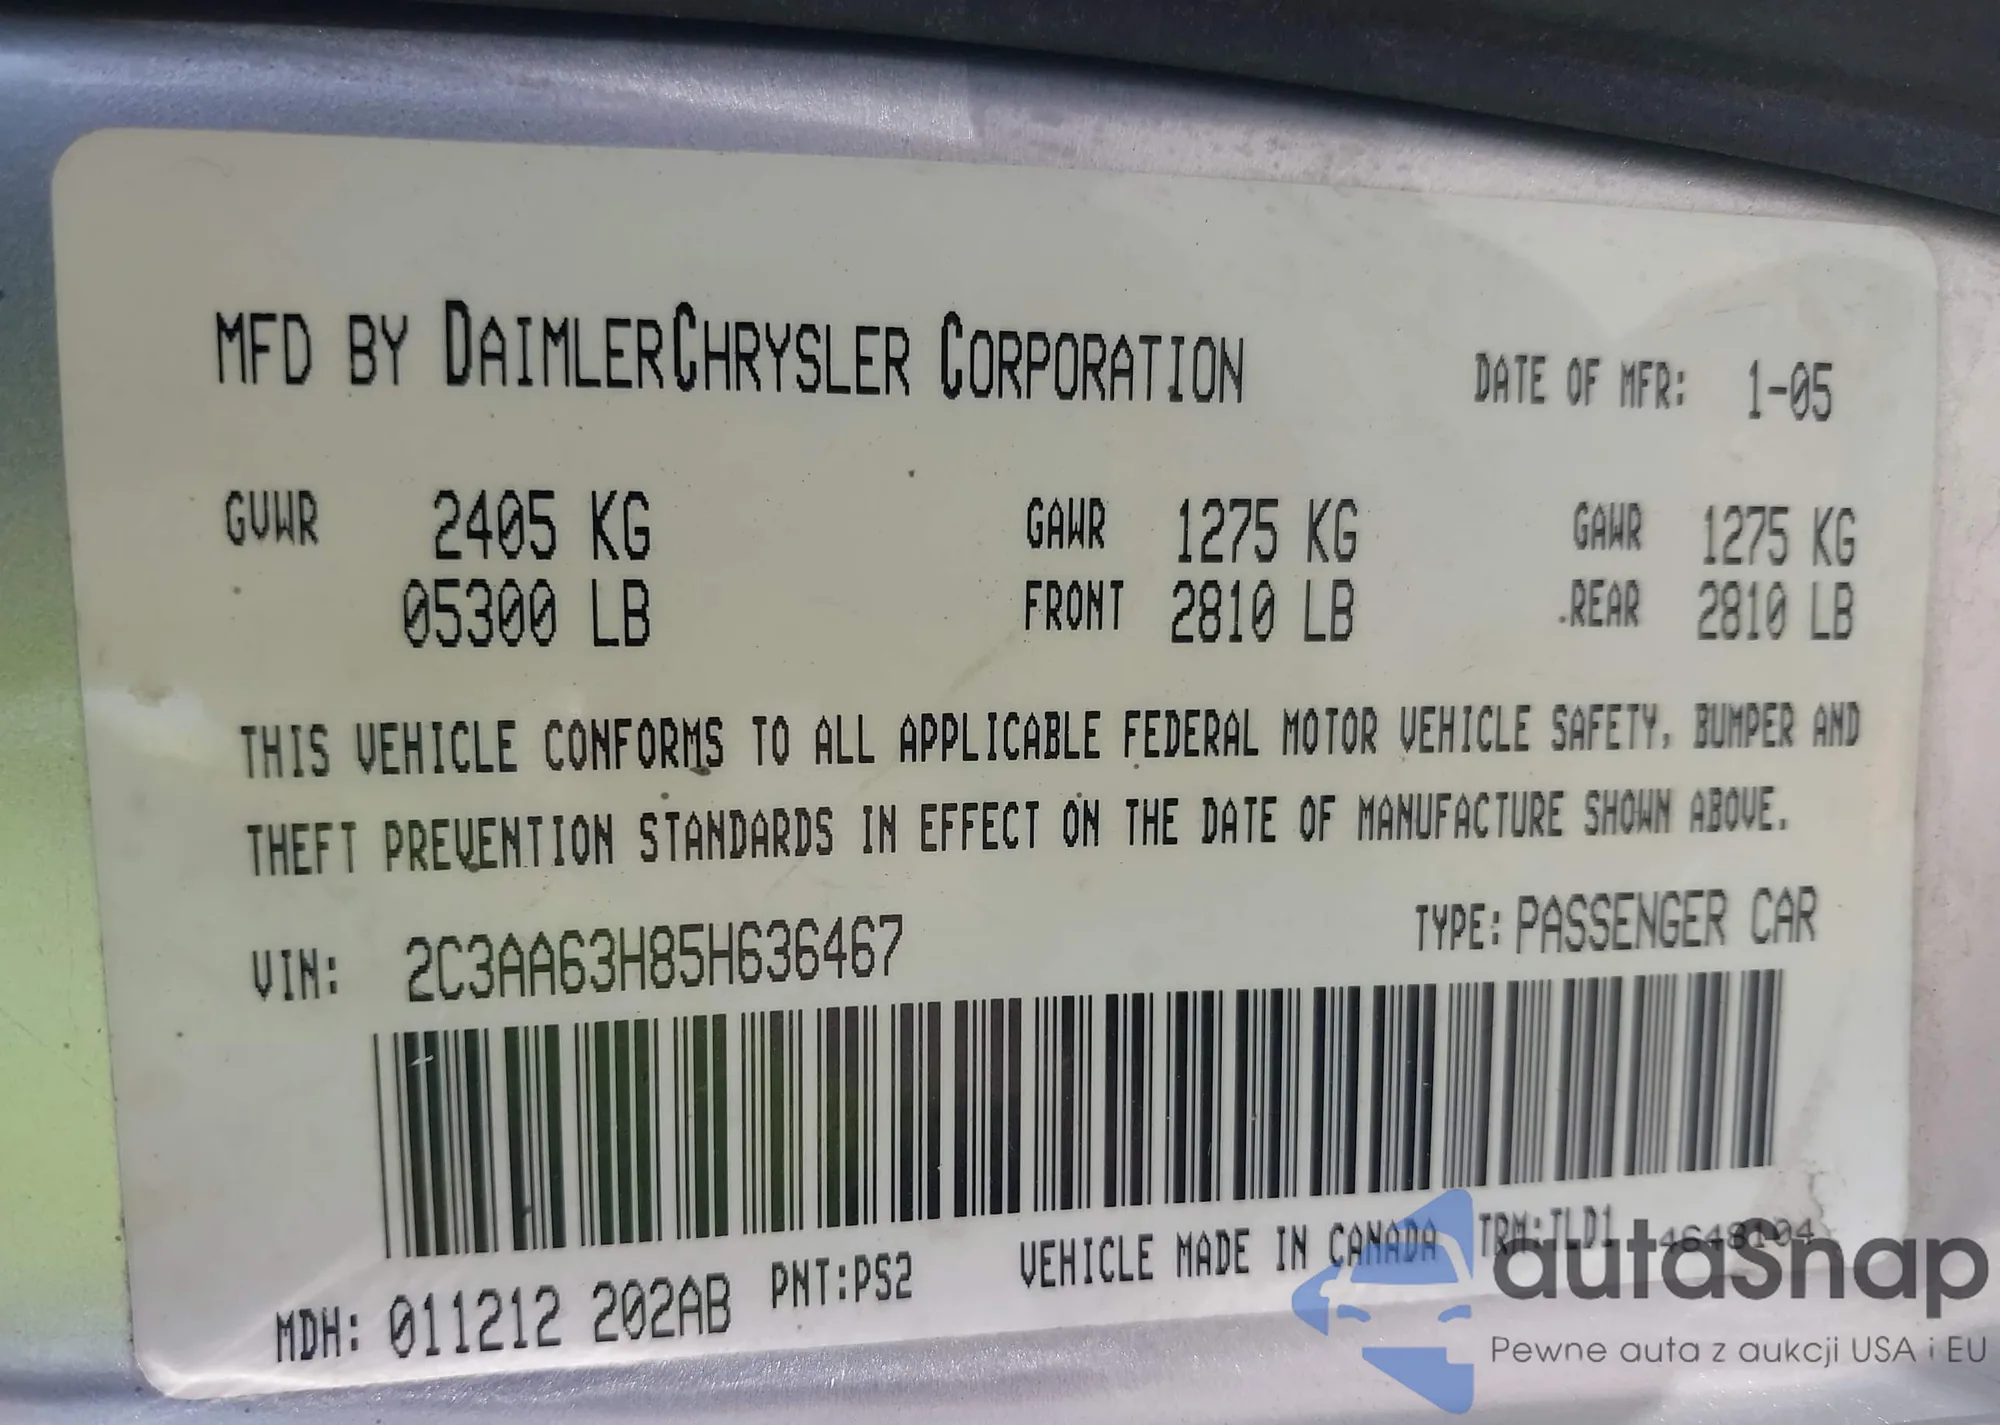 MFD BY DAIMLERCHRYSLER CORPORATION DATE OF MFR: 1-05
GVWR 2405 KG GAWR 1275 KG GAWR 1275 KG
05300 LB FRONT 2810 LB REAR 2810 LB
THIS VEHICLE CONFORMS TO ALL APPLICABLE FEDERAL MOTOR VEHICLE SAFETY, BUMPER AND
THEFT PREVENTION STANDARDS IN EFFECT ON THE DATE OF MANUFACTURE SHOWN ABOVE.
VIN: 2C3AA63H85H636467 TYPE: PASSENGER CAR
MDH: 011212 202AB PNT:PS2 VEHICLE MADE IN CANADA TRM:TLD1 4648104
autaSnap
Pewne auta z aukcji USA i EU